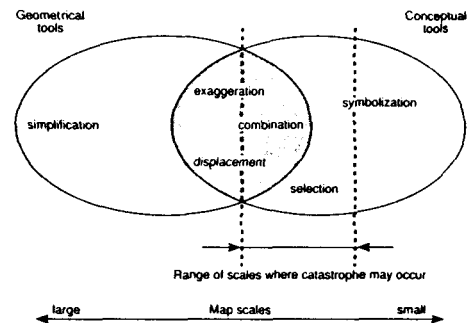 Geometrical
tools
Conceptual
tools
exaggeration
symbolization
simplification
combination
displacement
selection
Range of scales where catastrophe may occur
large
Map scales
small